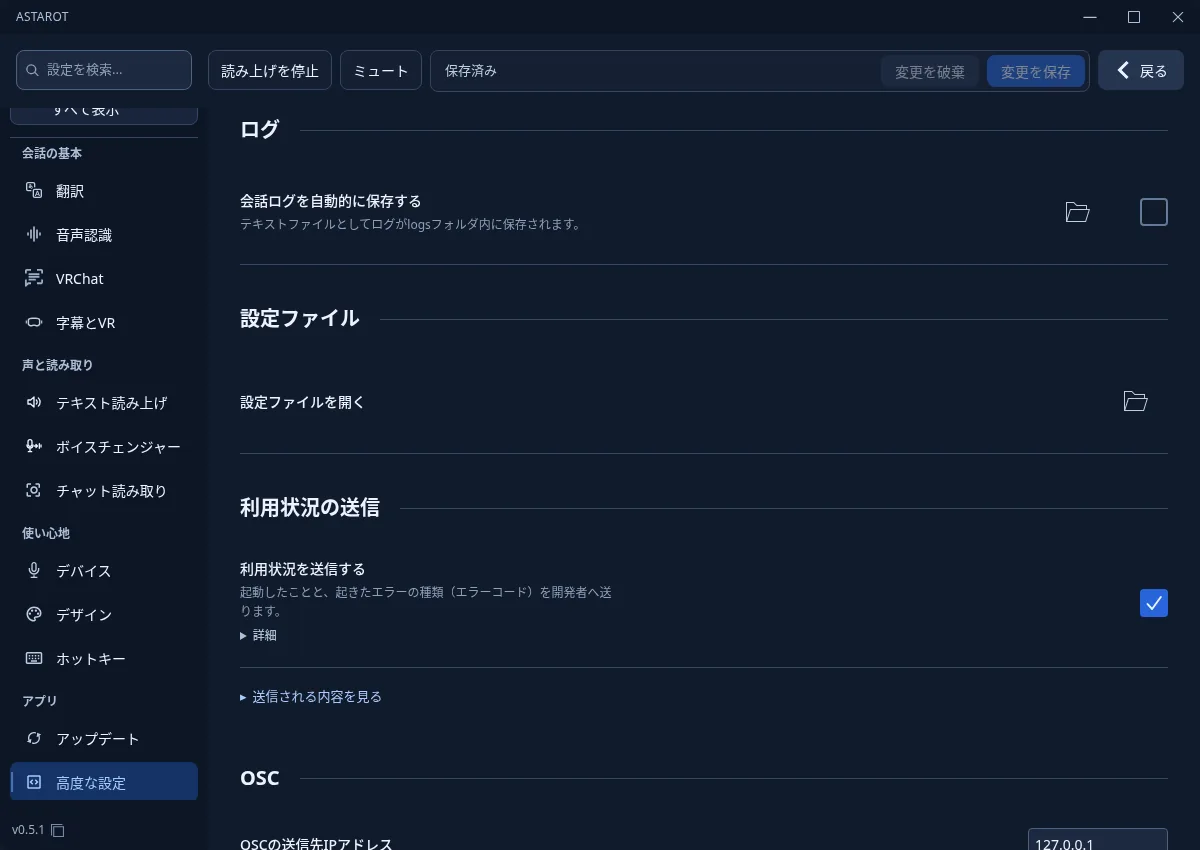 ASTAROT
設定を検索...
読み上げを停止
ミュート
保存済み
変更を破棄
変更を保存
戻る
すべて表示
会話の基本
翻訳
音声認識
VRChat
字幕とVR
声と読み取り
テキスト読み上げ
ボイスチェンジャー
チャット読み取り
使い心地
デバイス
デザイン
ホットキー
アプリ
アップデート
高度な設定
v0.5.1
ログ
会話ログを自動的に保存する
テキストファイルとしてログがlogsフォルダ内に保存されます。
設定ファイル
設定ファイルを開く
利用状況の送信
利用状況を送信する
起動したことと、起きたエラーの種類（エラーコード）を開発者へ送
ります。
詳細
送信される内容を見る
OSC
OSCの送信先IPアドレス
127.0.0.1